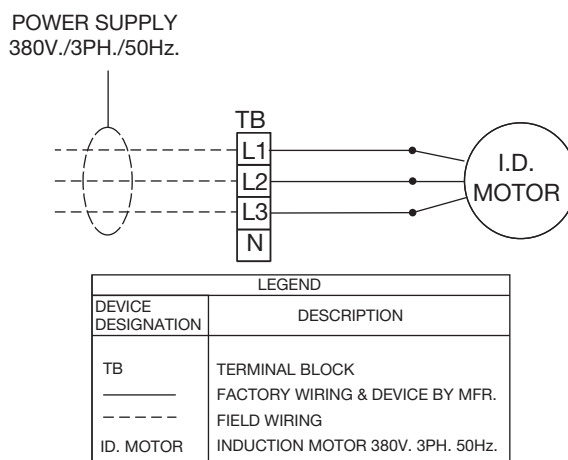 POWER SUPPLY
380V./3PH./50Hz.
TB
L1
L2
L3
N
I.D.
MOTOR
LEGEND
DEVICE
DESIGNATION
DESCRIPTION
TB
TERMINAL BLOCK
FACTORY WIRING & DEVICE BY MFR.
FIELD WIRING
ID. MOTOR
INDUCTION MOTOR 380V. 3PH. 50Hz.